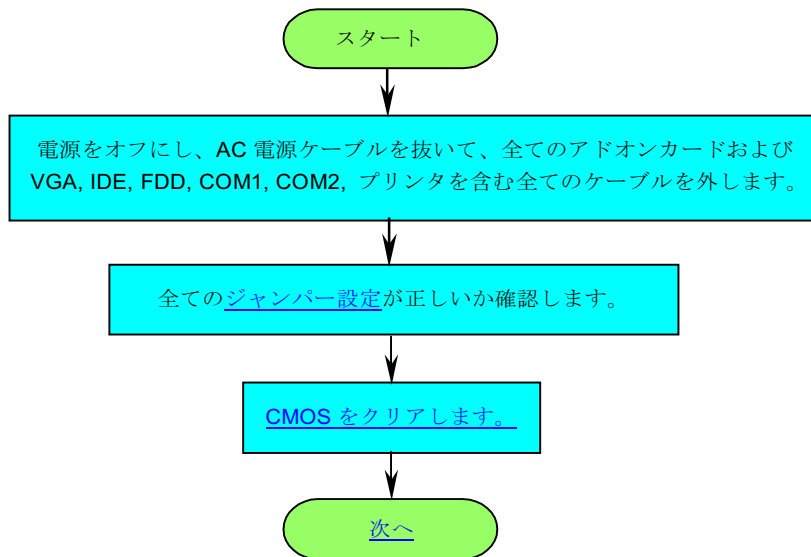 スタート
電源をオフにし、AC 電源ケーブルを抜いて、全てのアドオンカードおよび
VGA, IDE, FDD, COM1, COM2, プリンタを含む全てのケーブルを外します。
全てのジャンパー設定が正しいか確認します。
CMOS をクリアします。
次へ